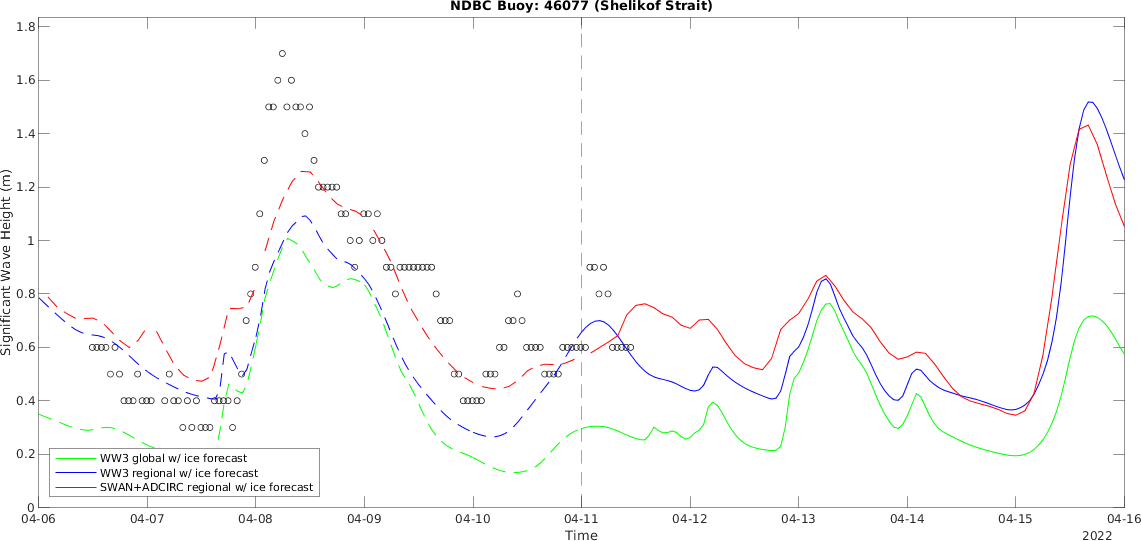 NDBC Buoy: 46077 (Shelikof Strait)
1.8
1.6
1.4
1.2
1
0.8
0.6
0.4
0.2
0
Significant Wave Height (m)
WW3 global w/ ice forecast
WW3 regional w/ ice forecast
SWAN+ADCIRC regional w/ ice forecast
04-06 04-07 04-08 04-09 04-10 04-11 04-12 04-13 04-14 04-15 04-16
Time
2022